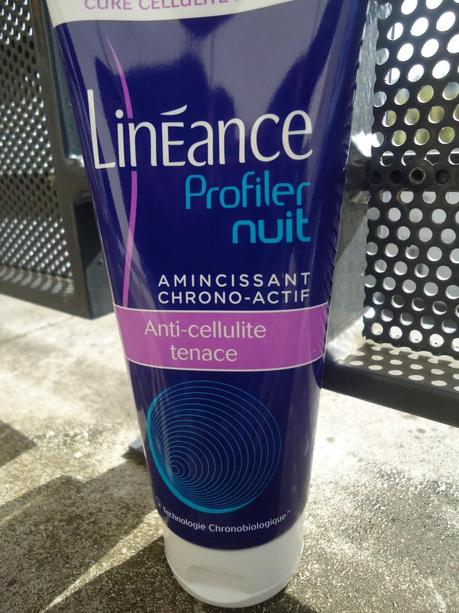 CURE CELLULITE
LinÉance
Profiler
nuit
AMINCISSANT
CHRONO-ACTIF
Anti-cellulite
tenace
Technologie Chronobiologique™